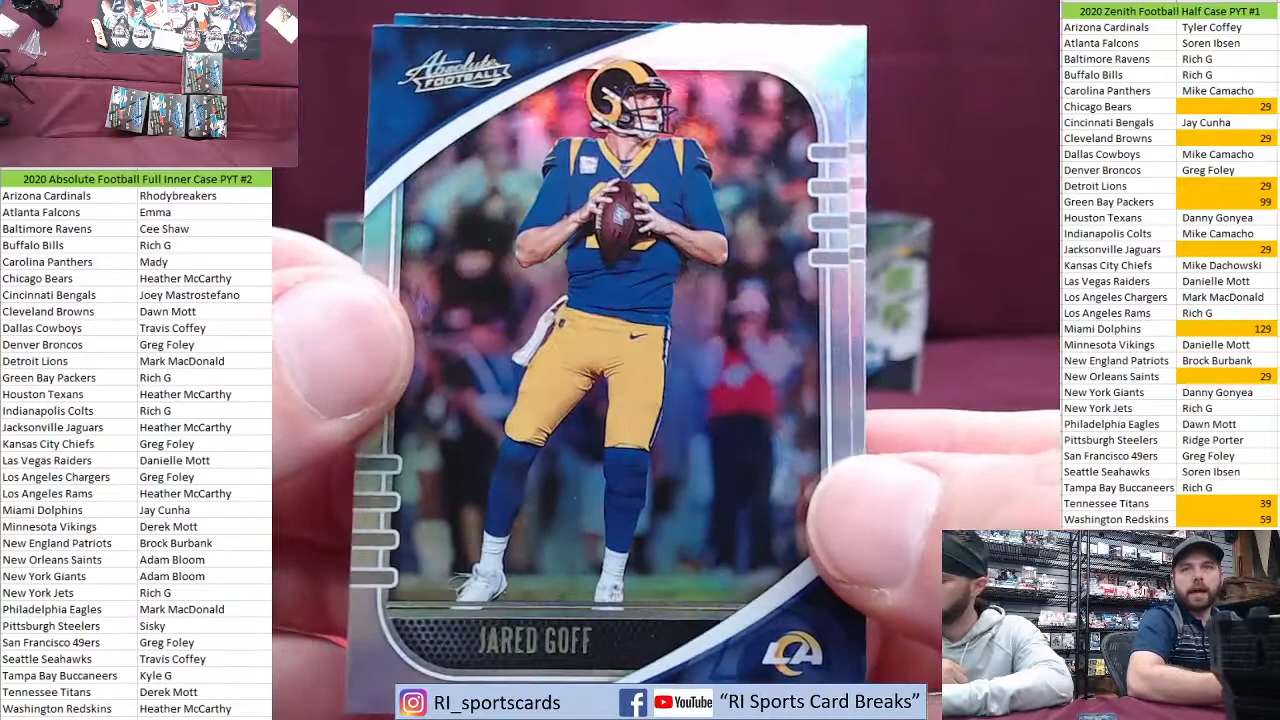 2020 Absolute Football Full Inner Case PYT #2
Arizona Cardinals Rhodybreakers
Atlanta Falcons Emma
Baltimore Ravens Cee Shaw
Buffalo Bills Rich G
Carolina Panthers Mady
Chicago Bears Heather McCarthy
Cincinnati Bengals Joey Mastrostefano
Cleveland Browns Dawn Mott
Dallas Cowboys Travis Coffey
Denver Broncos Greg Foley
Detroit Lions Mark MacDonald
Green Bay Packers Rich G
Houston Texans Heather McCarthy
Indianapolis Colts Rich G
Jacksonville Jaguars Heather McCarthy
Kansas City Chiefs Greg Foley
Las Vegas Raiders Danielle Mott
Los Angeles Chargers Greg Foley
Los Angeles Rams Heather McCarthy
Miami Dolphins Jay Cunha
Minnesota Vikings Derek Mott
New England Patriots Brock Burbank
New Orleans Saints Adam Bloom
New York Giants Adam Bloom
New York Jets Rich G
Philadelphia Eagles Mark MacDonald
Pittsburgh Steelers Sisky
San Francisco 49ers Greg Foley
Seattle Seahawks Travis Coffey
Tampa Bay Buccaneers Kyle G
Tennessee Titans Derek Mott
Washington Redskins Heather McCarthy
Absolute
FOOTBALL
JARED GOFF
LA
RI_sportscards YouTube "RI Sports Card Breaks"
2020 Zenith Football Half Case PYT #1
Arizona Cardinals Tyler Coffey
Atlanta Falcons Soren Ibsen
Baltimore Ravens Rich G
Buffalo Bills Rich G
Carolina Panthers Mike Camacho
Chicago Bears 29
Cincinnati Bengals Jay Cunha
Cleveland Browns 29
Dallas Cowboys Mike Camacho
Denver Broncos Greg Foley
Detroit Lions 29
Green Bay Packers 99
Houston Texans Danny Gonyea
Indianapolis Colts Mike Camacho
Jacksonville Jaguars 29
Kansas City Chiefs Mike Dachowski
Las Vegas Raiders Danielle Mott
Los Angeles Chargers Mark MacDonald
Los Angeles Rams Rich G
Miami Dolphins 129
Minnesota Vikings Danielle Mott
New England Patriots Brock Burbank
New Orleans Saints 29
New York Giants Danny Gonyea
New York Jets Rich G
Philadelphia Eagles Dawn Mott
Pittsburgh Steelers Ridge Porter
San Francisco 49ers Greg Foley
Seattle Seahawks Soren Ibsen
Tampa Bay Buccaneers Rich G
Tennessee Titans 39
Washington Redskins 59